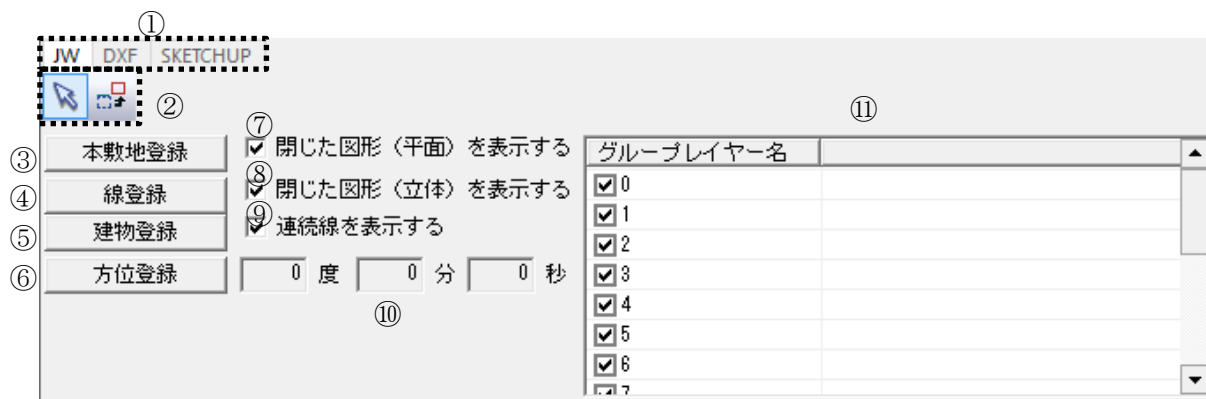 ①
JW DXF SKETCHUP
②
⑪
③ 本敷地登録 ⑦ 閉じた図形（平面）を表示する
④ 線登録 ⑧ 閉じた図形（立体）を表示する
⑤ 建物登録 ⑨ 連続線を表示する
⑥ 方位登録 0 度 0 分 0 秒
⑩
グループレイヤー名
0
1
2
3
4
5
6
7